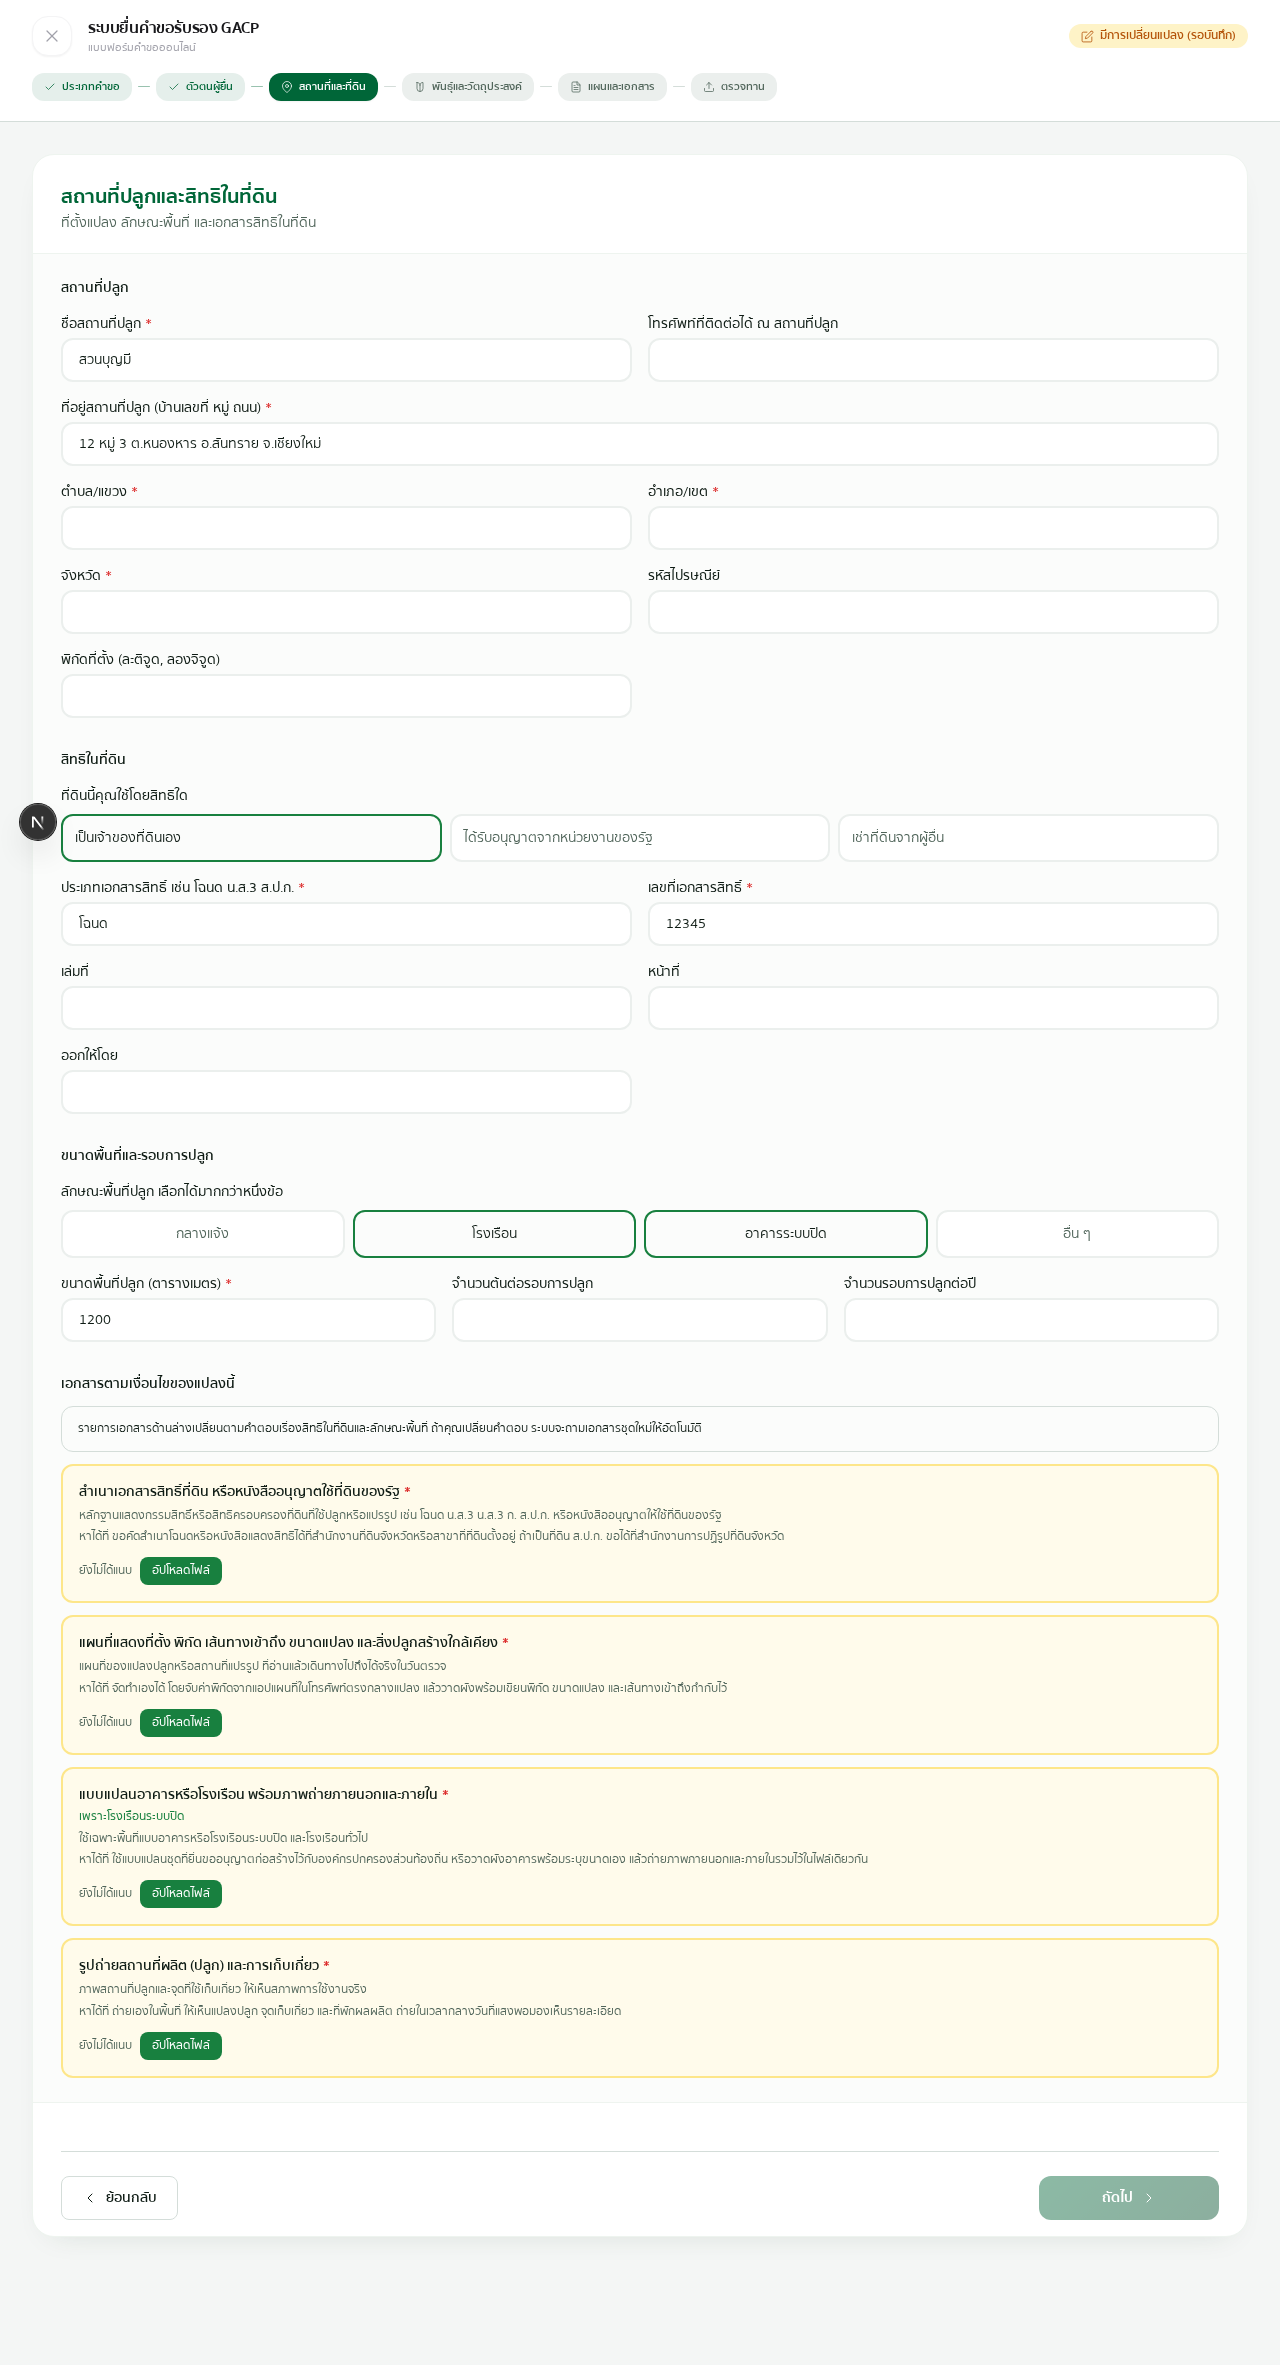 ระบบยื่นคำขอรับรอง GACP
แบบฟอร์มคำขอออนไลน์
มีการเปลี่ยนแปลง (รอบันทึก)
ประเภทคำขอ
ตัวตนผู้ยื่น
สถานที่และที่ดิน
พันธุ์และวัตถุประสงค์
แผนและเอกสาร
ตรวจทาน
สถานที่ปลูกและสิทธิในที่ดิน
ที่ตั้งแปลง ลักษณะพื้นที่ และเอกสารสิทธิในที่ดิน
สถานที่ปลูก
ชื่อสถานที่ปลูก *
โทรศัพท์ที่ติดต่อได้ ณ สถานที่ปลูก
สวนบุญมี
ที่อยู่สถานที่ปลูก (บ้านเลขที่ หมู่ ถนน) *
12 หมู่ 3 ต.หนองหาร อ.สันทราย จ.เชียงใหม่
ตำบล/แขวง *
อำเภอ/เขต *
จังหวัด *
รหัสไปรษณีย์
พิกัดที่ตั้ง (ละติจูด, ลองจิจูด)
สิทธิในที่ดิน
ที่ดินนี้คุณใช้โดยสิทธิใด
N
เป็นเจ้าของที่ดินเอง
ได้รับอนุญาตจากหน่วยงานของรัฐ
เช่าที่ดินจากผู้อื่น
ประเภทเอกสารสิทธิ์ เช่น โฉนด น.ส.3 ส.ป.ก. *
เลขที่เอกสารสิทธิ์ *
โฉนด
12345
เล่มที่
หน้าที่
ออกให้โดย
ขนาดพื้นที่และรอบการปลูก
ลักษณะพื้นที่ปลูก เลือกได้มากกว่าหนึ่งข้อ
กลางแจ้ง
โรงเรือน
อาคารระบบปิด
อื่น ๆ
ขนาดพื้นที่ปลูก (ตารางเมตร) *
จำนวนต้นต่อรอบการปลูก
จำนวนรอบการปลูกต่อปี
1200
เอกสารตามเงื่อนไขของแปลงนี้
รายการเอกสารด้านล่างเปลี่ยนตามคำตอบเรื่องสิทธิในที่ดินและลักษณะพื้นที่ ถ้าคุณเปลี่ยนคำตอบ ระบบจะถามเอกสารชุดใหม่ให้อัตโนมัติ
สำเนาเอกสารสิทธิ์ที่ดิน หรือหนังสืออนุญาตใช้ที่ดินของรัฐ *
หลักฐานแสดงกรรมสิทธิ์หรือสิทธิครอบครองที่ดินที่ใช้ปลูกหรือแปรรูป เช่น โฉนด น.ส.3 น.ส.3 ก. ส.ป.ก. หรือหนังสืออนุญาตให้ใช้ที่ดินของรัฐ
หาได้ที่ ขอคัดสำเนาโฉนดหรือหนังสือแสดงสิทธิได้ที่สำนักงานที่ดินจังหวัดหรือสาขาที่ที่ดินตั้งอยู่ ถ้าเป็นที่ดิน ส.ป.ก. ขอได้ที่สำนักงานการปฏิรูปที่ดินจังหวัด
ยังไม่ได้แนบ อัปโหลดไฟล์
แผนที่แสดงที่ตั้ง พิกัด เส้นทางเข้าถึง ขนาดแปลง และสิ่งปลูกสร้างใกล้เคียง *
แผนที่ของแปลงปลูกหรือสถานที่แปรรูป ที่อ่านแล้วเดินทางไปถึงได้จริงในวันตรวจ
หาได้ที่ จัดทำเองได้ โดยจับค่าพิกัดจากแอปแผนที่ในโทรศัพท์ตรงกลางแปลง แล้ววาดผังพร้อมเขียนพิกัด ขนาดแปลง และเส้นทางเข้าถึงกำกับไว้
ยังไม่ได้แนบ อัปโหลดไฟล์
แบบแปลนอาคารหรือโรงเรือน พร้อมภาพถ่ายภายนอกและภายใน *
เพราะโรงเรือนระบบปิด
ใช้เฉพาะพื้นที่แบบอาคารหรือโรงเรือนระบบปิด และโรงเรือนทั่วไป
หาได้ที่ ใช้แบบแปลนชุดที่ยื่นขออนุญาตก่อสร้างไว้กับองค์กรปกครองส่วนท้องถิ่น หรือวาดผังอาคารพร้อมระบุขนาดเอง แล้วถ่ายภาพภายนอกและภายในรวมไว้ในไฟล์เดียวกัน
ยังไม่ได้แนบ อัปโหลดไฟล์
รูปถ่ายสถานที่ผลิต (ปลูก) และการเก็บเกี่ยว *
ภาพสถานที่ปลูกและจุดที่ใช้เก็บเกี่ยว ให้เห็นสภาพการใช้งานจริง
หาได้ที่ ถ่ายเองในพื้นที่ ให้เห็นแปลงปลูก จุดเก็บเกี่ยว และที่พักผลผลิต ถ่ายในเวลากลางวันที่แสงพอมองเห็นรายละเอียด
ยังไม่ได้แนบ อัปโหลดไฟล์
ย้อนกลับ
ถัดไป